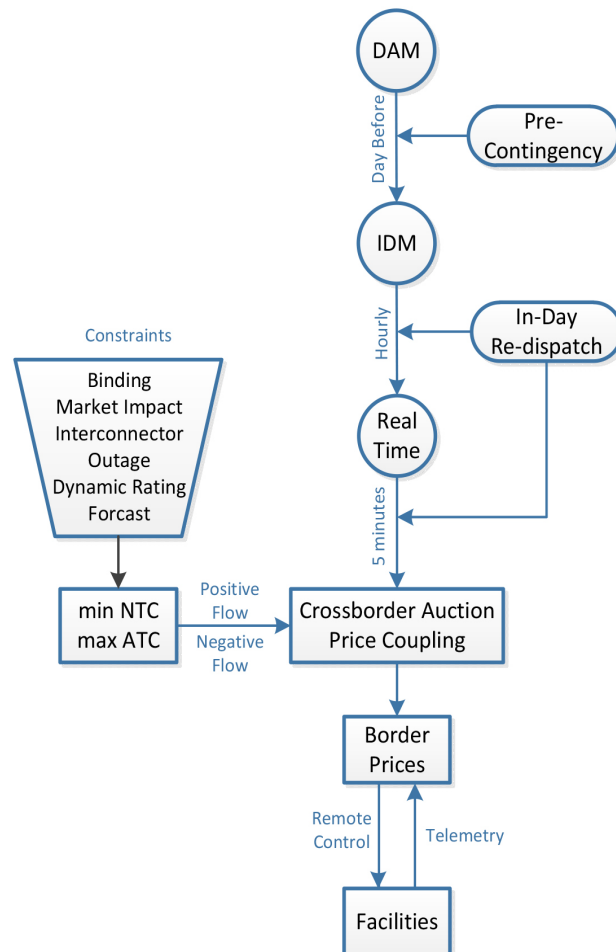 DAM
Day Before
Pre-
Contingency
IDM
Hourly
In-Day
Re-dispatch
Constraints
Binding
Market Impact
Interconnector
Outage
Dynamic Rating
Forcast
Real
Time
5 minutes
min NTC
max ATC
Positive
Flow
Negative
Flow
Crossborder Auction
Price Coupling
Border
Prices
Remote
Control
Telemetry
Facilities